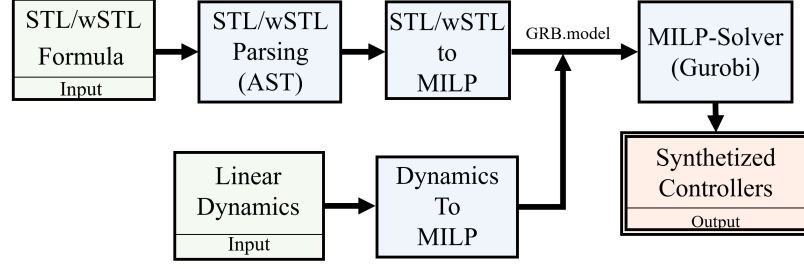 STL/wSTL
Formula
Input
STL/wSTL
Parsing
(AST)
STL/wSTL
to
MILP
GRB.model
MILP-Solver
(Gurobi)
Linear
Dynamics
Input
Dynamics
To
MILP
Synthetized
Controllers
Output